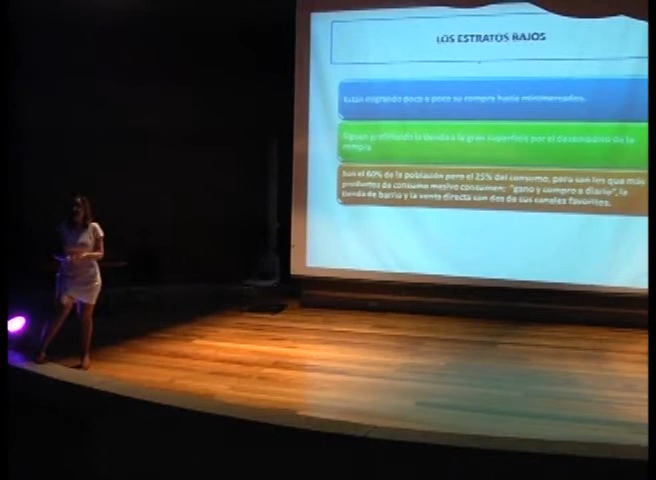 LOS ESTRATOS BAJOS
Están migrando poco a poco su compra hacia minimercados.
Siguen prefiriendo la tienda a la gran superficie por el desembolso de la
compra
Son el 60% de la población pero el 25% del consumo, pero son los que más
productos de consumo masivo consumen: "gano y compro a diario", la
tienda de barrio y la venta directa son dos de sus canales favoritos.